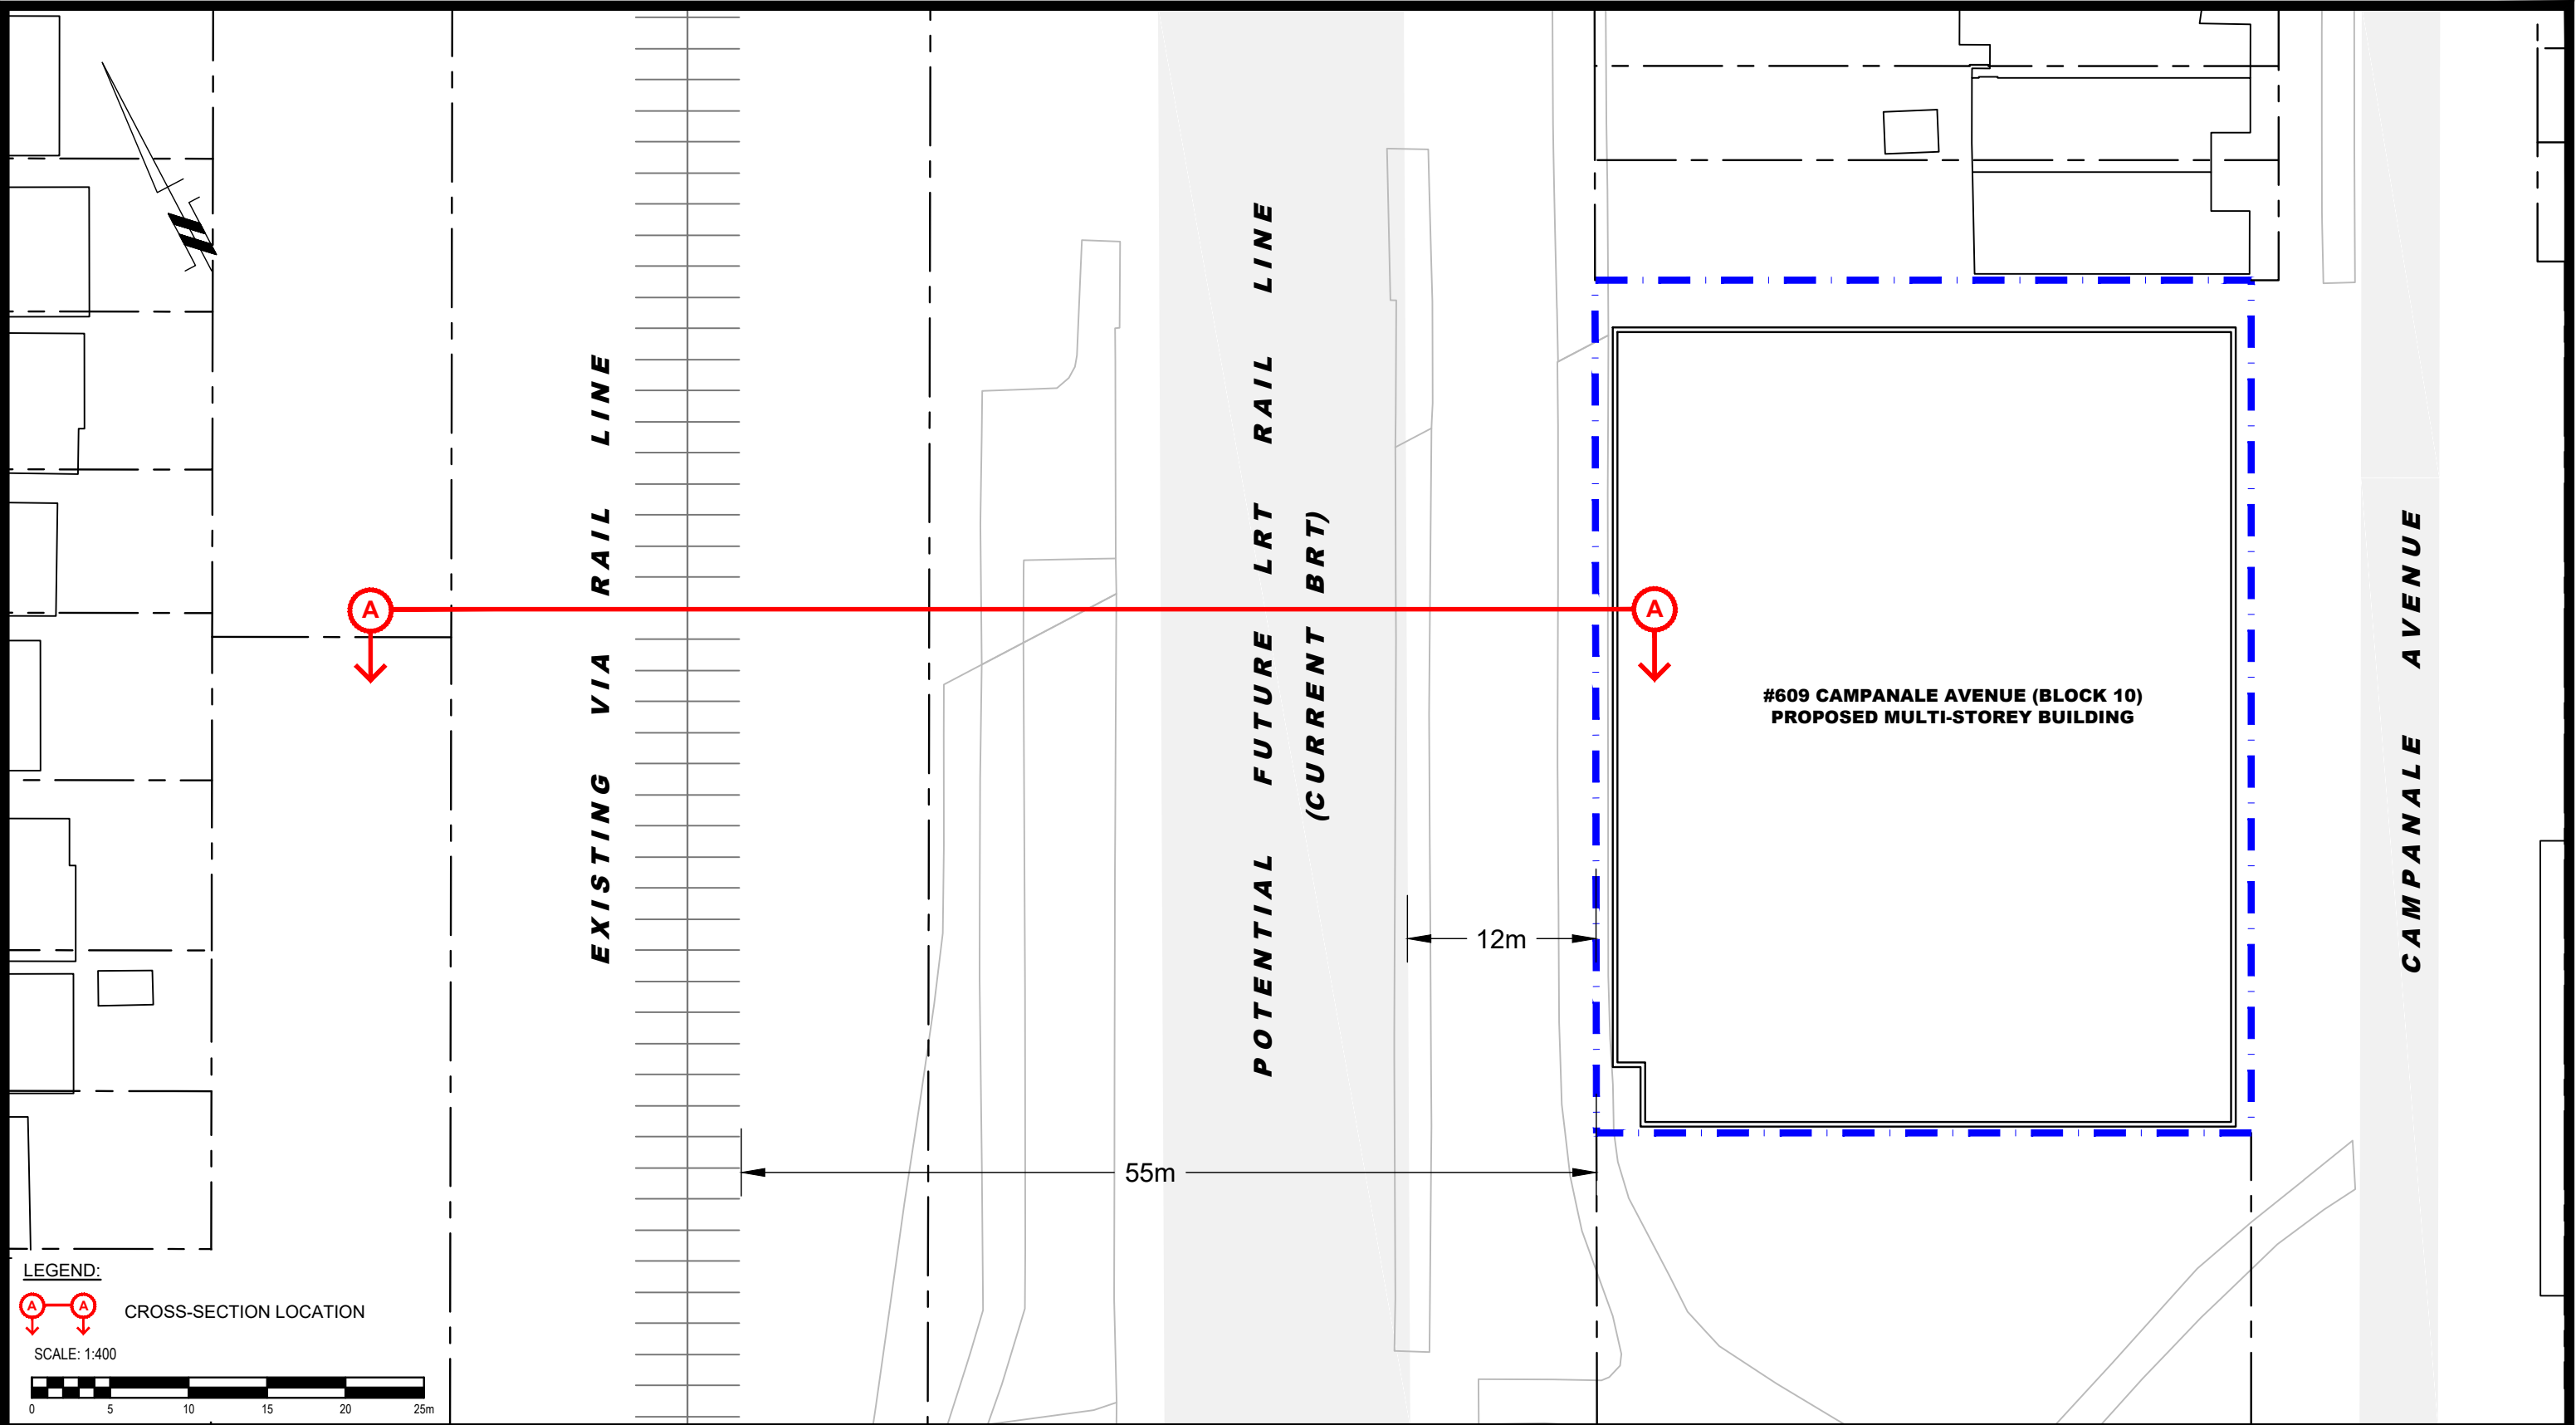 EXISTING VIA RAIL LINE
POTENTIAL FUTURE LRT RAIL LINE
(CURRENT BRT)
A
A
#609 CAMPANALE AVENUE (BLOCK 10)
PROPOSED MULTI-STOREY BUILDING
CAMPANALE AVENUE
12m
55m
LEGEND:
A A CROSS-SECTION LOCATION
SCALE: 1:400
0 5 10 15 20 25m